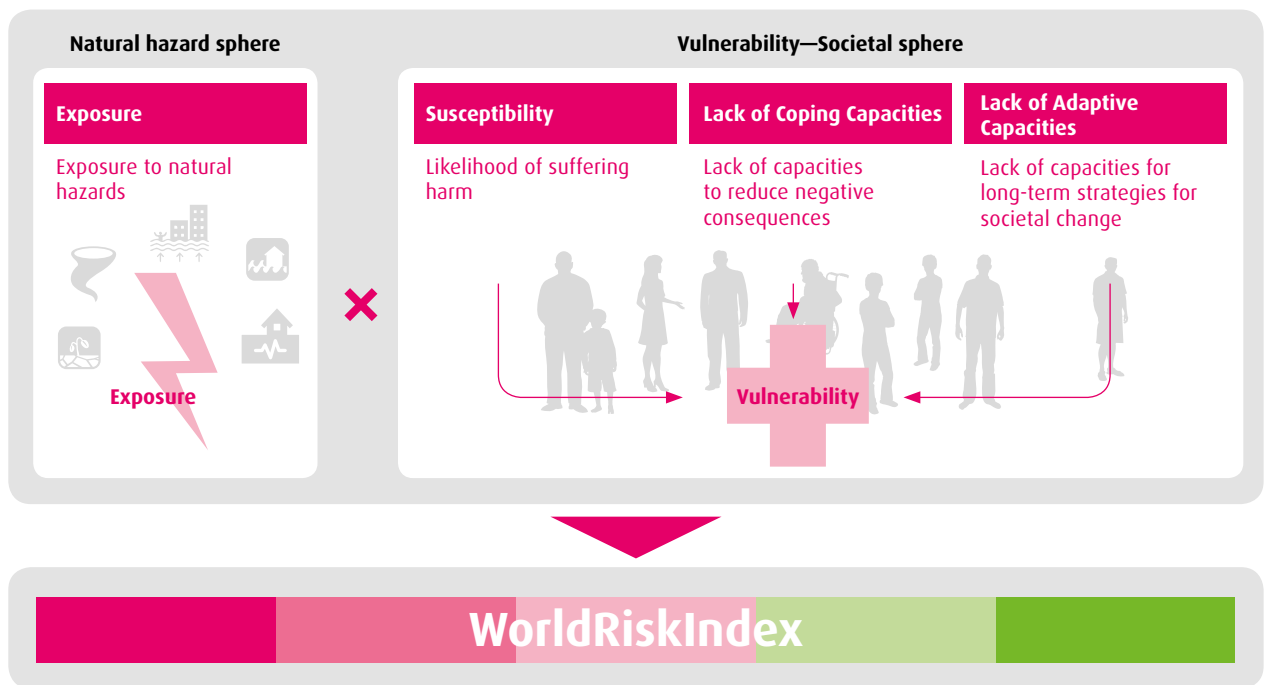 Natural hazard sphere
Vulnerability—Societal sphere
Exposure
Exposure to natural
hazards
Exposure
×
Susceptibility
Likelihood of suffering
harm
Lack of Coping Capacities
Lack of capacities
to reduce negative
consequences
Lack of Adaptive
Capacities
Lack of capacities for
long-term strategies for
societal change
Vulnerability
WorldRiskIndex